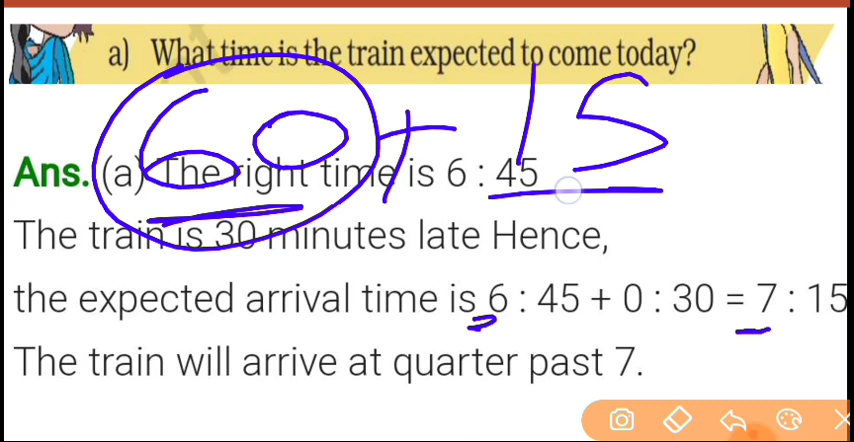 a) What time is the train expected to come today?
60 + 15
Ans. (a) The right time is 6 : 45
The train is 30 minutes late Hence,
the expected arrival time is 6 : 45 + 0 : 30 = 7 : 15
The train will arrive at quarter past 7.